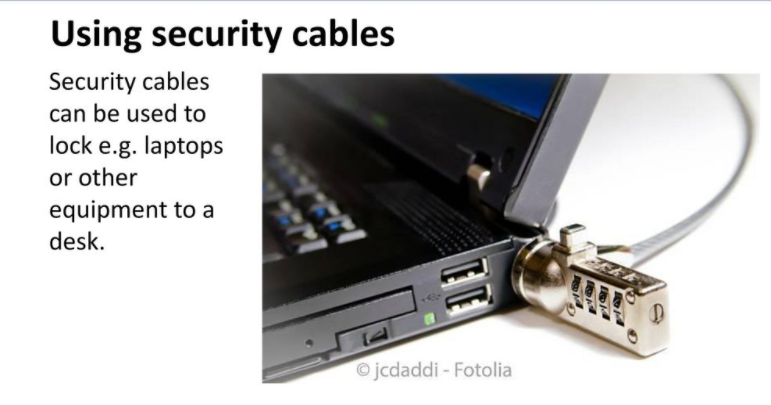 Using security cables
Security cables
can be used to
lock e.g. laptops
or other
equipment to a
desk.
© jcdaddi - Fotolia